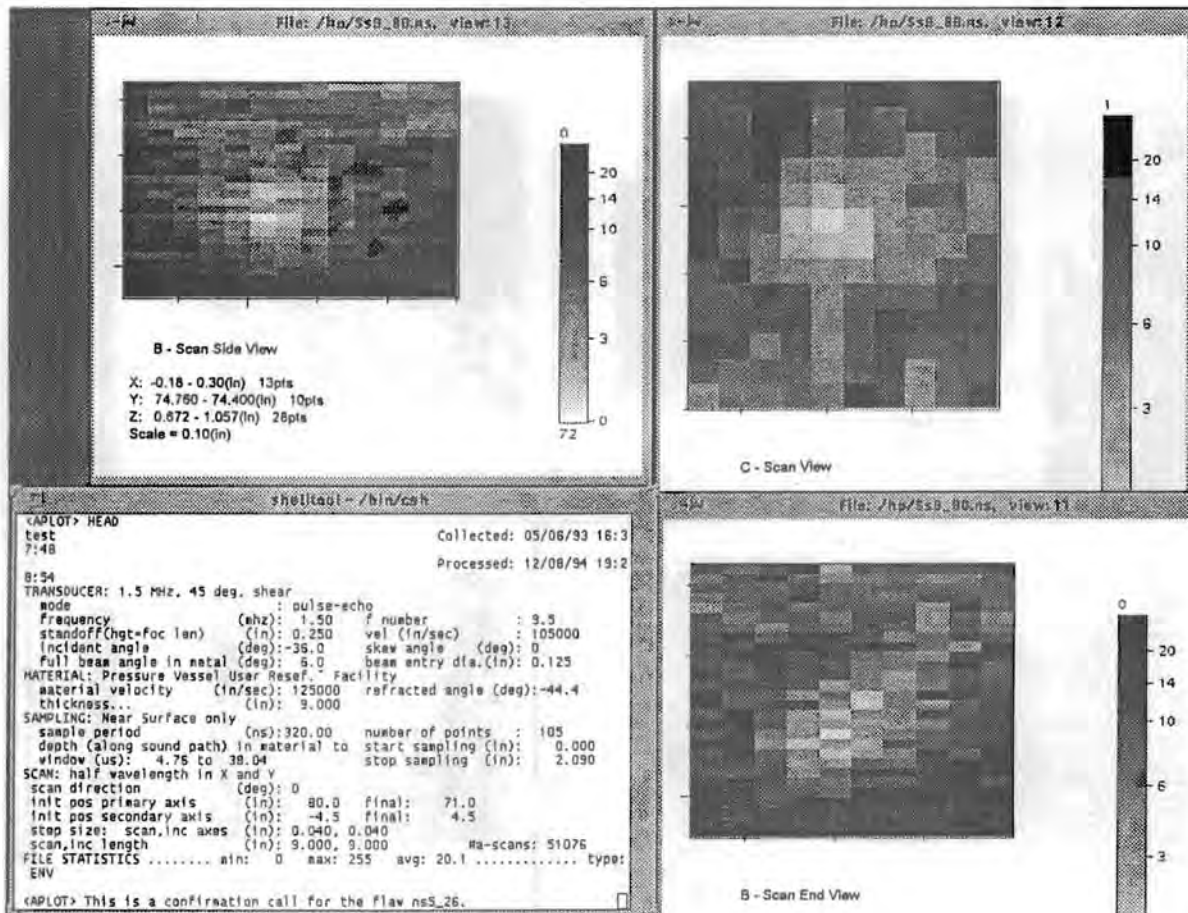 File: /hp/Ss8_80.ns, view:13
0
20
14
10
6
3
0
72
B - Scan Side View
X: -0.18 - 0.30(in) 13pts
Y: 74.760 - 74.400(in) 10pts
Z: 0.672 - 1.057(in) 28pts
Scale = 0.10(in)
File: /hp/Ss8_80.ns, view:12
1
20
14
10
6
3
C - Scan View
shelltool - /bin/csh
<APLOT> HEAD
test Collected: 05/06/93 16:3
7:48
Processed: 12/08/94 19:2
8:54
TRANSDUCER: 1.5 MHz, 45 deg. shear
mode : pulse-echo
frequency (mhz): 1.50 f number : 9.5
standoff(hgt=foc len) (in): 0.250 vel (in/sec) : 105000
incident angle (deg):-36.0 skew angle (deg): 0
full beam angle in metal (deg): 6.0 beam entry dia.(in): 0.125
MATERIAL: Pressure Vessel User Resef. Facility
material velocity (in/sec): 125000 refracted angle (deg):-44.4
thickness... (in): 9.000
SAMPLING: Near Surface only
sample period (ns):320.00 number of points : 105
depth (along sound path) in material to start sampling (in): 0.000
window (us): 4.76 to 38.04 stop sampling (in): 2.090
SCAN: half wavelength in X and Y
scan direction (deg): 0
init pos primary axis (in): 80.0 final: 71.0
init pos secondary axis (in): -4.5 final: 4.5
step size: scan,inc axes (in): 0.040, 0.040
scan,inc length (in): 9.000, 9.000 #a-scans: 51076
FILE STATISTICS ........ min: 0 max: 255 avg: 20.1 ............. type:
ENV
<APLOT> This is a confirmation call for the flaw nsS_26.
File: /hp/Ss8_80.ns, view:11
0
20
14
10
6
3
B - Scan End View